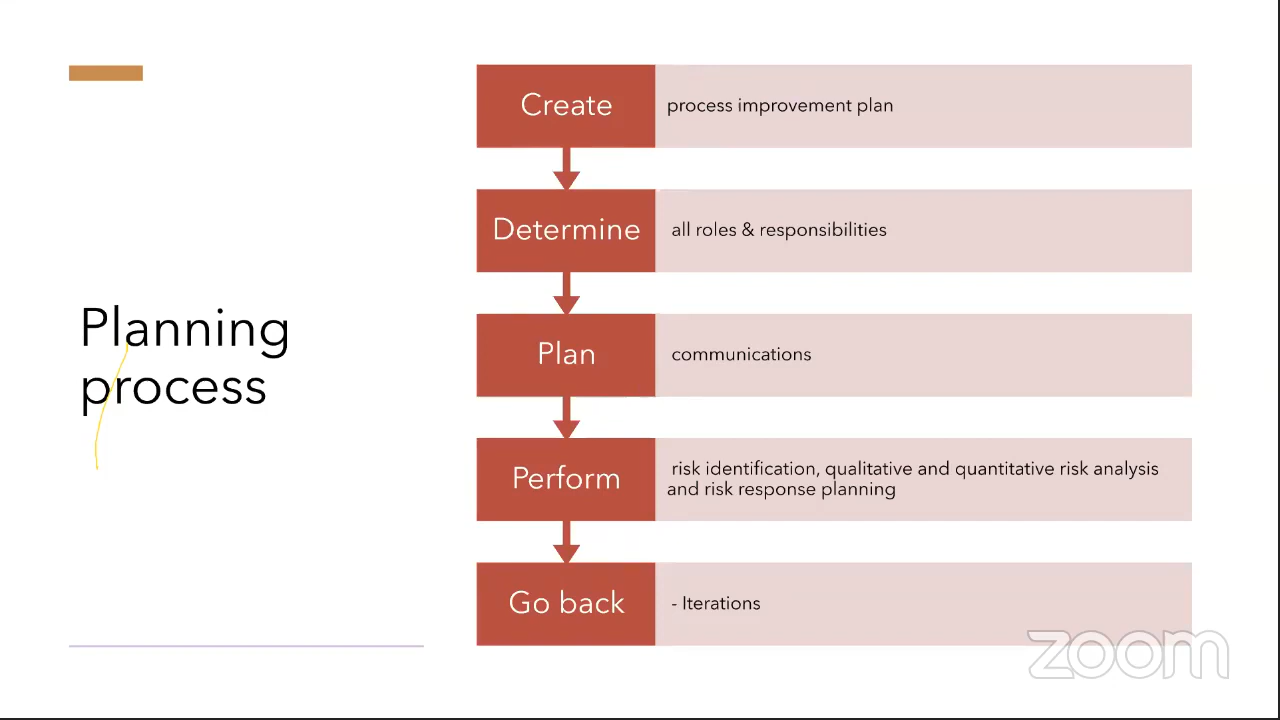 Planning
process
Create
process improvement plan
Determine
all roles & responsibilities
Plan
communications
Perform
risk identification, qualitative and quantitative risk analysis
and risk response planning
Go back
- Iterations
zoom